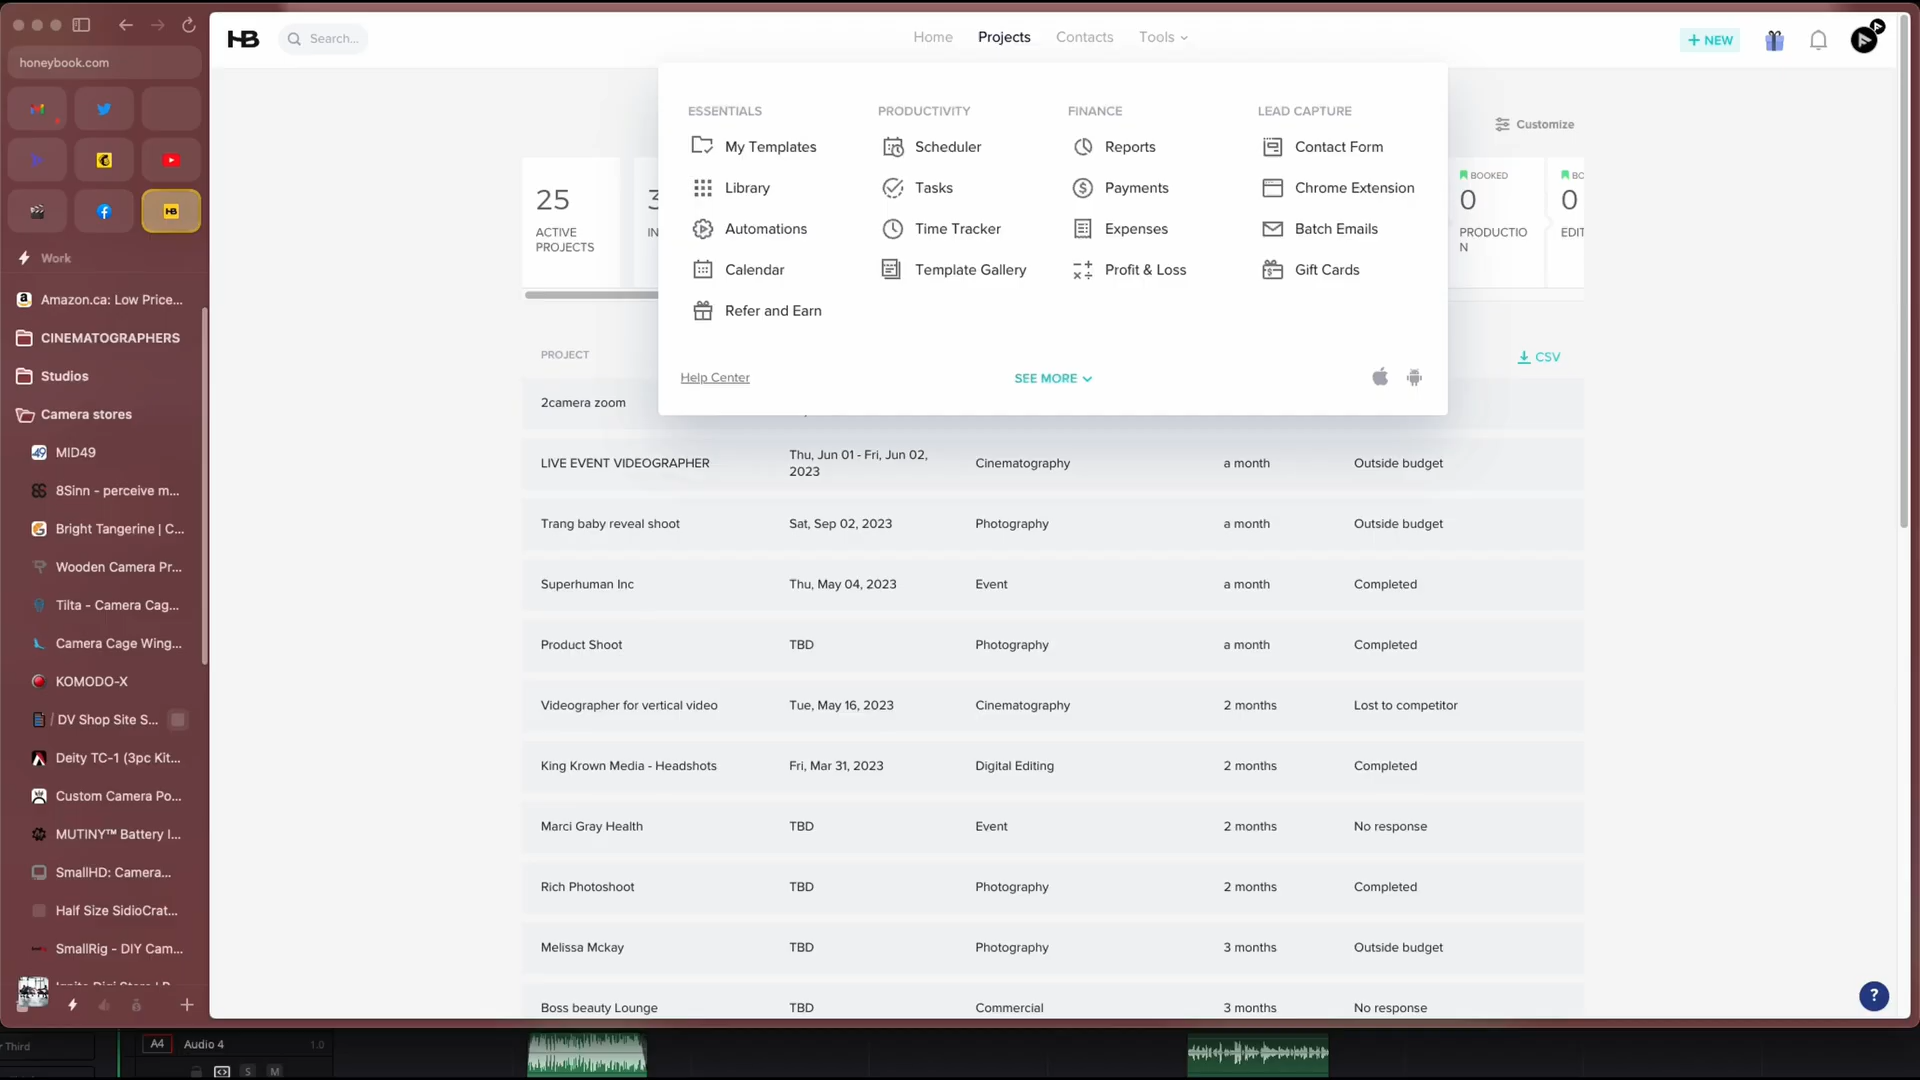 honeybook.com
Work
Amazon.ca: Low Price...
CINEMATOGRAPHERS
Studios
Camera stores
MID49
8Sinn - perceive m...
Bright Tangerine | C...
Wooden Camera Pr...
Tilta - Camera Cag...
Camera Cage Wing...
KOMODO-X
/ DV Shop Site S...
Deity TC-1 (3pc Kit...
Custom Camera Po...
MUTINY™ Battery I...
SmallHD: Camera...
Half Size SidioCrat...
SmallRig - DIY Cam...
HB
Search...
Home
Projects
Contacts
Tools
+ NEW
Customize
25
ACTIVE
PROJECTS
BOOKED
0
PRODUCTIO
N
0
EDIT
ESSENTIALS
My Templates
Library
Automations
Calendar
Refer and Earn
PRODUCTIVITY
Scheduler
Tasks
Time Tracker
Template Gallery
FINANCE
Reports
Payments
Expenses
Profit & Loss
LEAD CAPTURE
Contact Form
Chrome Extension
Batch Emails
Gift Cards
Help Center
SEE MORE
PROJECT
CSV
2camera zoom
LIVE EVENT VIDEOGRAPHER Thu, Jun 01 - Fri, Jun 02, 2023 Cinematography a month Outside budget
Trang baby reveal shoot Sat, Sep 02, 2023 Photography a month Outside budget
Superhuman Inc Thu, May 04, 2023 Event a month Completed
Product Shoot TBD Photography a month Completed
Videographer for vertical video Tue, May 16, 2023 Cinematography 2 months Lost to competitor
King Krown Media - Headshots Fri, Mar 31, 2023 Digital Editing 2 months Completed
Marci Gray Health TBD Event 2 months No response
Rich Photoshoot TBD Photography 2 months Completed
Melissa Mckay TBD Photography 3 months Outside budget
Boss beauty Lounge TBD Commercial 3 months No response
?
Third
A4 Audio 4 1.0
S M